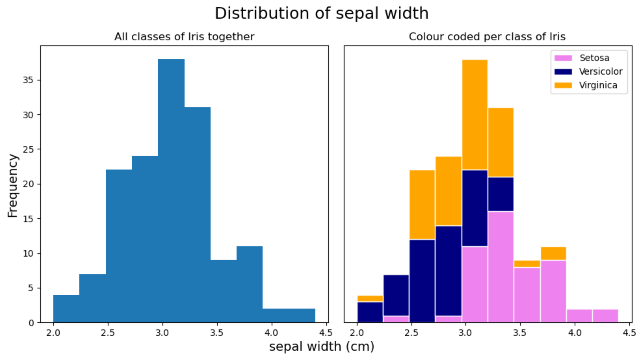 Distribution of sepal width
All classes of Iris together
Colour coded per class of Iris
Setosa
Versicolor
Virginica
Frequency
35
30
25
20
15
10
5
0
2.0 2.5 3.0 3.5 4.0 4.5
2.0 2.5 3.0 3.5 4.0 4.5
sepal width (cm)